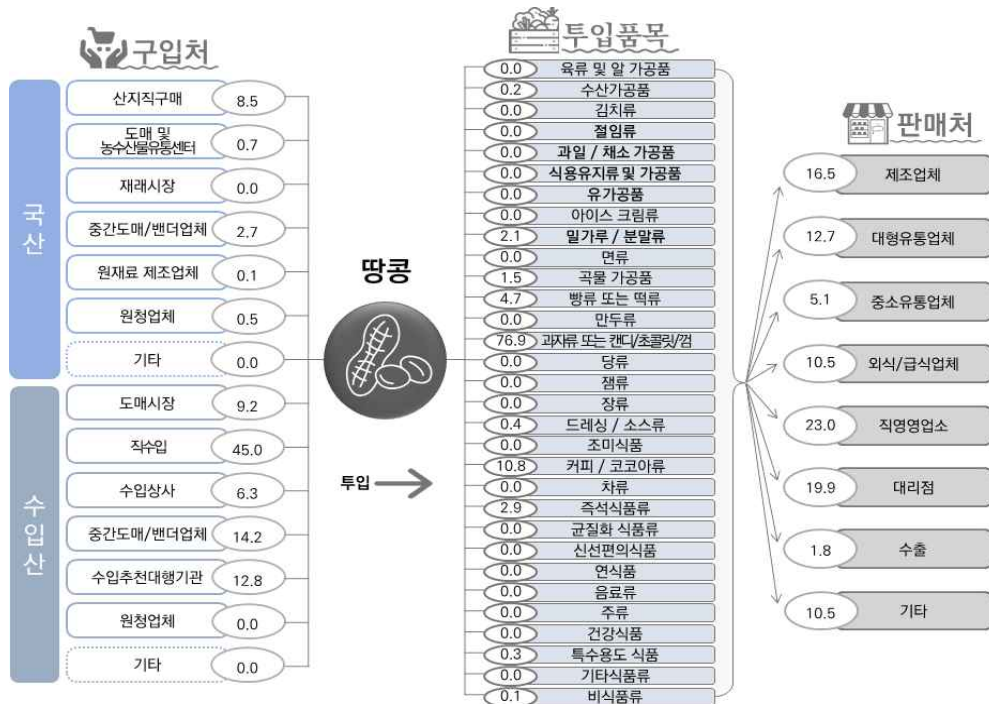 구입처
국산
산지직구매 8.5
도매 및
농수산물유통센터 0.7
재래시장 0.0
중간도매/밴더업체 2.7
원재료 제조업체 0.1
원청업체 0.5
기타 0.0
수입산
도매시장 9.2
직수입 45.0
수입상사 6.3
중간도매/밴더업체 14.2
수입추천대행기관 12.8
원청업체 0.0
기타 0.0
땅콩
투입
투입품목
0.0 육류 및 알 가공품
0.2 수산가공품
0.0 김치류
0.0 절임류
0.0 과일 / 채소 가공품
0.0 식용유지류 및 가공품
0.0 유가공품
0.0 아이스 크림류
2.1 밀가루 / 분말류
0.0 면류
1.5 곡물 가공품
4.7 빵류 또는 떡류
0.0 만두류
76.9 과자류 또는 캔디/초콜릿/껌
0.0 당류
0.0 잼류
0.0 장류
0.4 드레싱 / 소스류
0.0 조미식품
10.8 커피 / 코코아류
0.0 차류
2.9 즉석식품류
0.0 균질화 식품류
0.0 신선편의식품
0.0 연식품
0.0 음료류
0.0 주류
0.0 건강식품
0.3 특수용도 식품
0.0 기타식품류
0.1 비식품류
판매처
16.5 제조업체
12.7 대형유통업체
5.1 중소유통업체
10.5 외식/급식업체
23.0 직영영업소
19.9 대리점
1.8 수출
10.5 기타